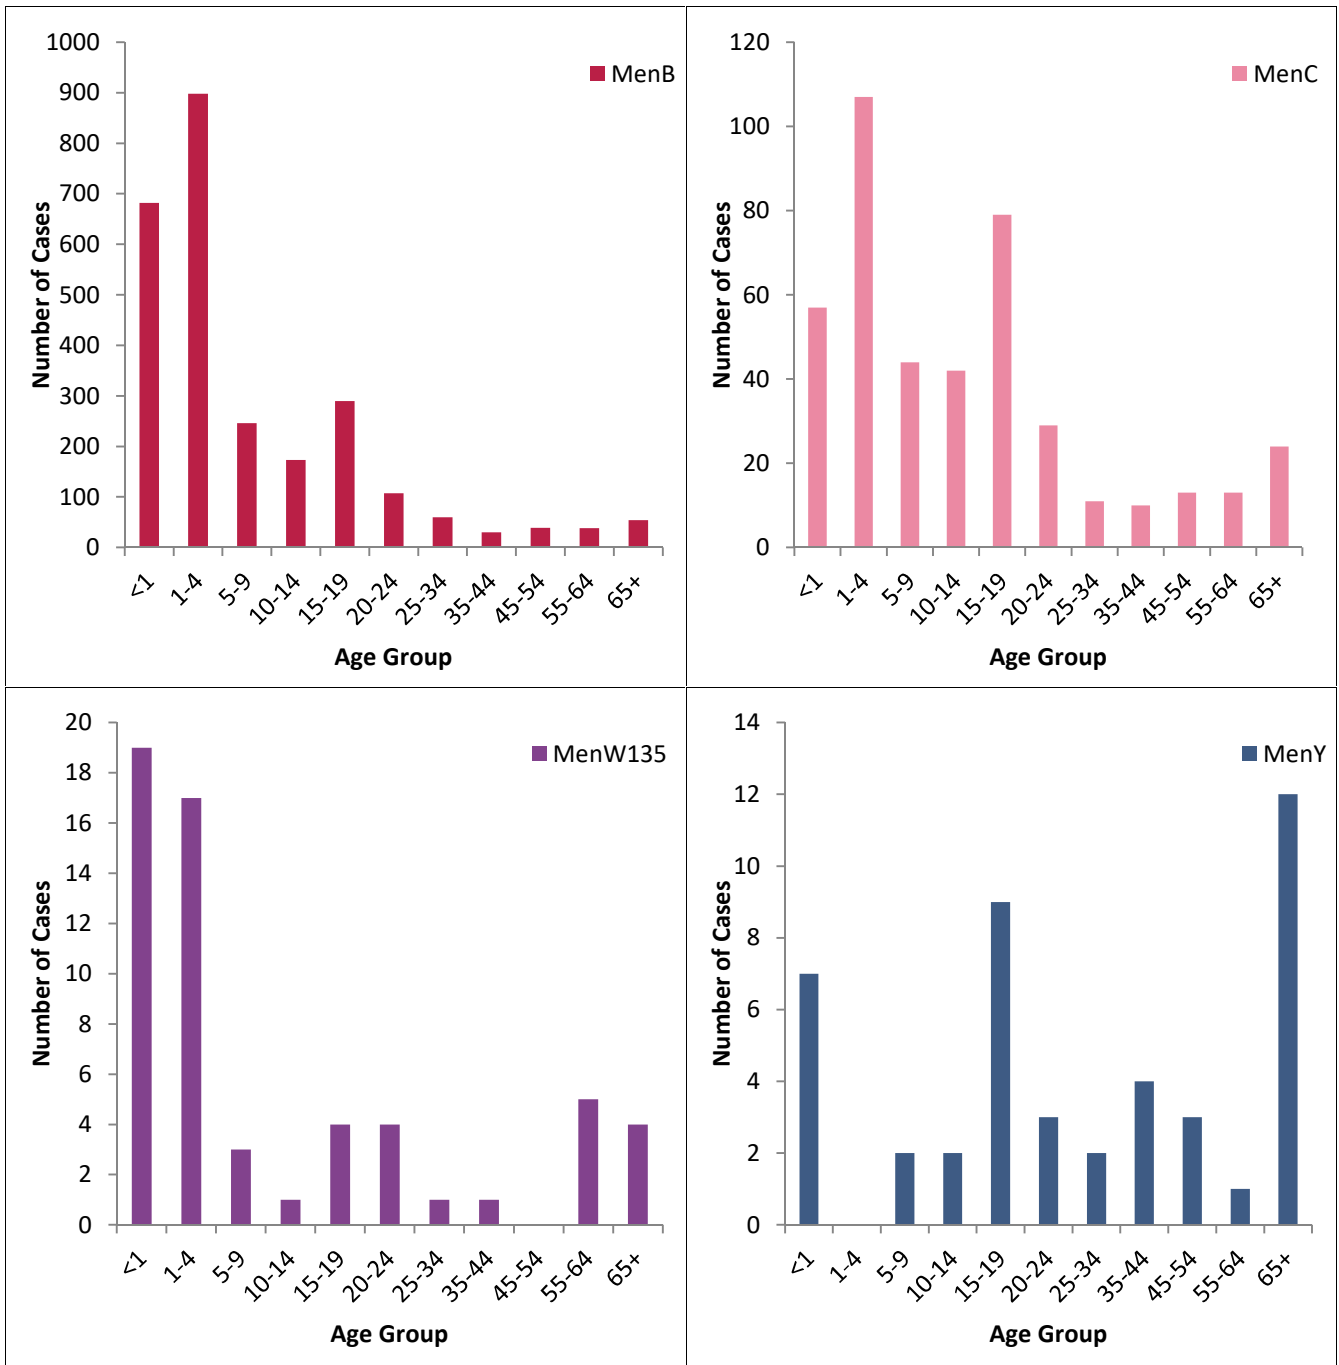 MenB
Number of Cases
1000
900
800
700
600
500
400
300
200
100
0
<1 1-4 5-9 10-14 15-19 20-24 25-34 35-44 45-54 55-64 65+
Age Group
MenC
Number of Cases
120
100
80
60
40
20
0
<1 1-4 5-9 10-14 15-19 20-24 25-34 35-44 45-54 55-64 65+
Age Group
MenW135
Number of Cases
20
18
16
14
12
10
8
6
4
2
0
<1 1-4 5-9 10-14 15-19 20-24 25-34 35-44 45-54 55-64 65+
Age Group
MenY
Number of Cases
14
12
10
8
6
4
2
0
<1 1-4 5-9 10-14 15-19 20-24 25-34 35-44 45-54 55-64 65+
Age Group